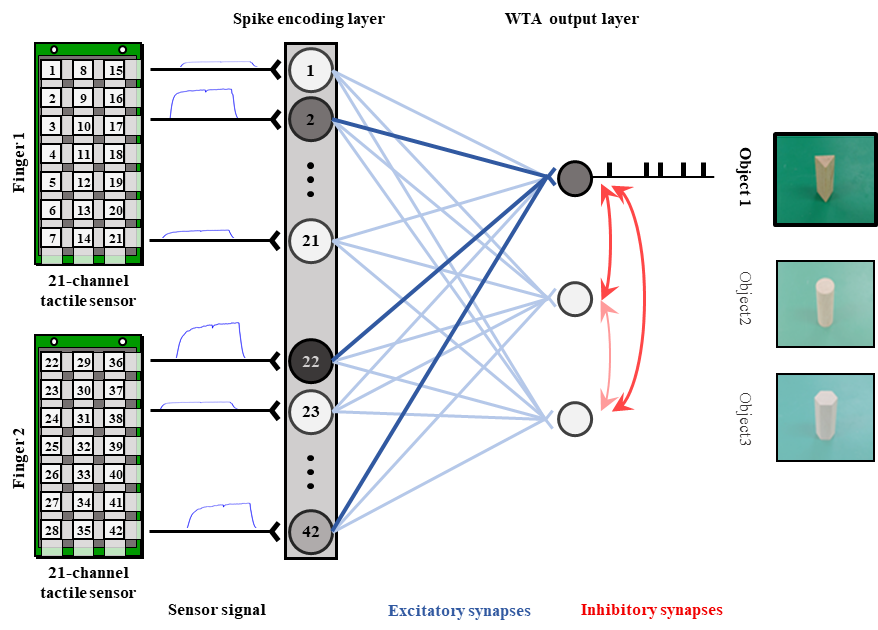 Spike encoding layer
WTA output layer
Finger 1
1 8 15
2 9 16
3 10 17
4 11 18
5 12 19
6 13 20
7 14 21
21-channel
tactile sensor
1
2
21
22
23
42
Object 1
Object2
Object3
Finger 2
22 29 36
23 30 37
24 31 38
25 32 39
26 33 40
27 34 41
28 35 42
21-channel
tactile sensor
Sensor signal
Excitatory synapses
Inhibitory synapses